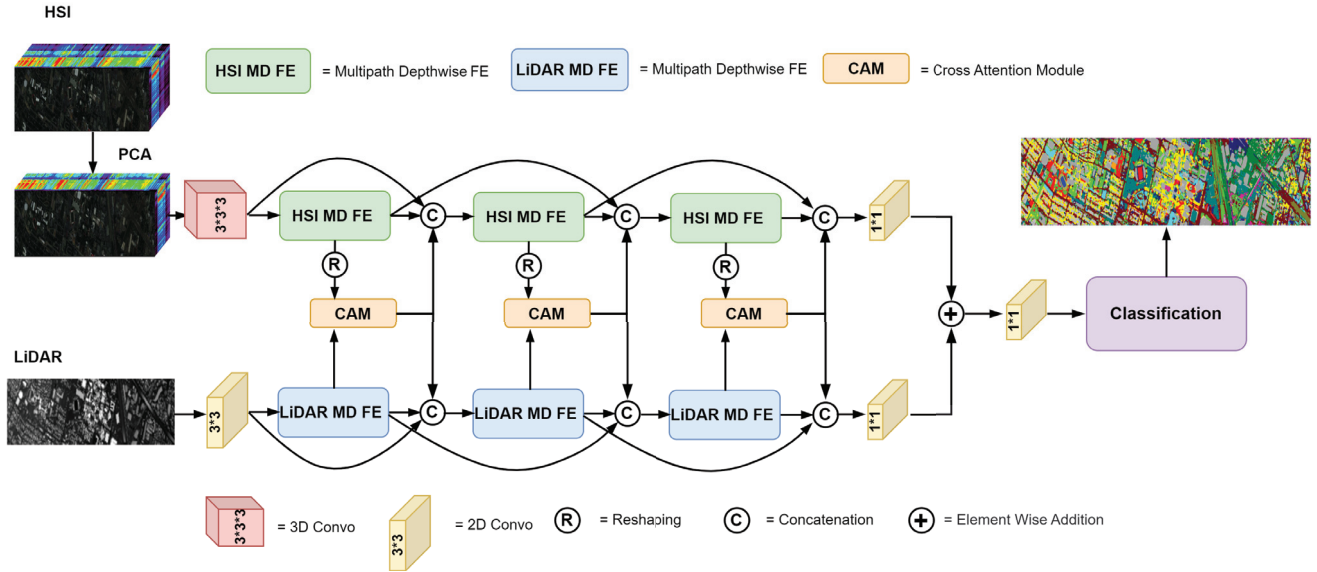 HSI
HSI MD FE = Multipath Depthwise FE
LiDAR MD FE = Multipath Depthwise FE
CAM = Cross Attention Module
PCA
3*3*3
HSI MD FE
C
HSI MD FE
C
HSI MD FE
C
1*1
R
R
R
CAM
CAM
CAM
+
1*1
Classification
LiDAR
3*3
LiDAR MD FE
C
LiDAR MD FE
C
LiDAR MD FE
C
1*1
3*3*3 = 3D Convo
3*3 = 2D Convo
R = Reshaping
C = Concatenation
+ = Element Wise Addition